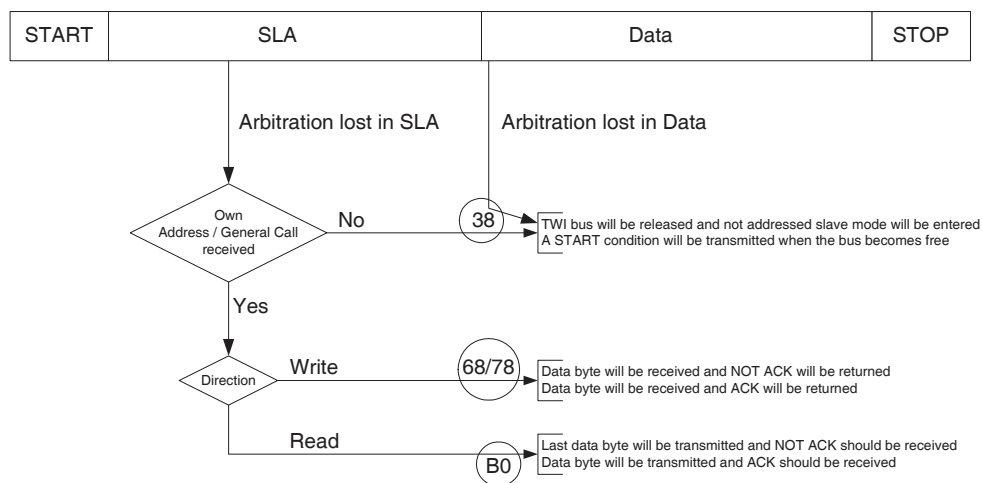 START SLA Data STOP
Arbitration lost in SLA Arbitration lost in Data
Own
Address / General Call
received
No
38
TWI bus will be released and not addressed slave mode will be entered
A START condition will be transmitted when the bus becomes free
Yes
Direction
Write
68/78
Data byte will be received and NOT ACK will be returned
Data byte will be received and ACK will be returned
Read
B0
Last data byte will be transmitted and NOT ACK should be received
Data byte will be transmitted and ACK should be received